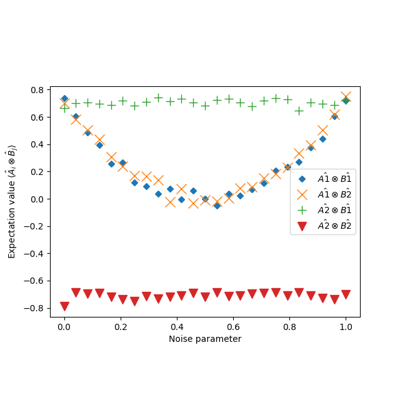 0.8
0.6
0.4
0.2
0.0
−0.2
−0.4
−0.6
−0.8
Expectation value ⟨Â_i ⊗ B̂_j⟩
Â1 ⊗ B̂1
Â1 ⊗ B̂2
Â2 ⊗ B̂1
Â2 ⊗ B̂2
0.0 0.2 0.4 0.6 0.8 1.0
Noise parameter